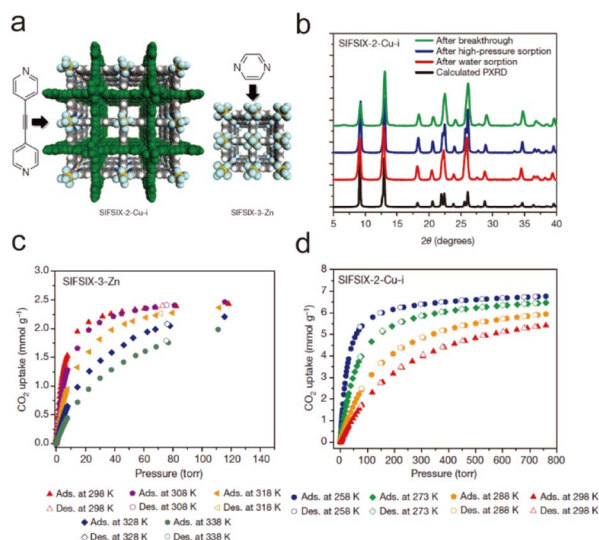 a
N
N
N
N
SIFSIX-2-Cu-i
SIFSIX-3-Zn
b
SIFSIX-2-Cu-i
After breakthrough
After high-pressure sorption
After water sorption
Calculated PXRD
5 10 15 20 25 30 35 40
2θ (degrees)
c
SIFSIX-3-Zn
CO2 uptake (mmol g−1)
3.0
2.5
2.0
1.5
1.0
0.5
0.0
0 20 40 60 80 100 120 140
Pressure (torr)
Ads. at 298 K Ads. at 308 K Ads. at 318 K
Des. at 298 K Des. at 308 K Des. at 318 K
Ads. at 328 K Ads. at 338 K
Des. at 328 K Des. at 338 K
d
SIFSIX-2-Cu-i
CO2 uptake (mmol g−1)
8
7
6
5
4
3
2
1
0
0 100 200 300 400 500 600 700 800
Pressure (torr)
Ads. at 258 K Ads. at 273 K Ads. at 288 K Ads. at 298 K
Des. at 258 K Des. at 273 K Des. at 288 K Des. at 298 K